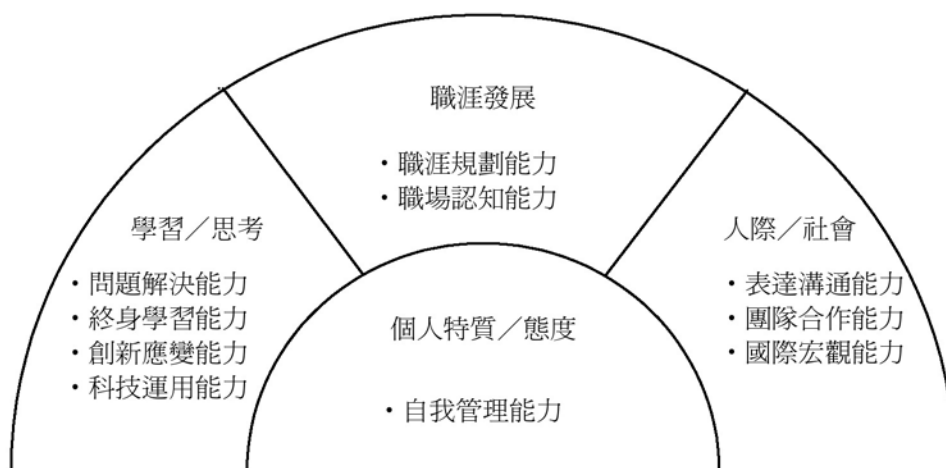 職涯發展
・職涯規劃能力
・職場認知能力
學習／思考
・問題解決能力
・終身學習能力
・創新應變能力
・科技運用能力
人際／社會
・表達溝通能力
・團隊合作能力
・國際宏觀能力
個人特質／態度
・自我管理能力